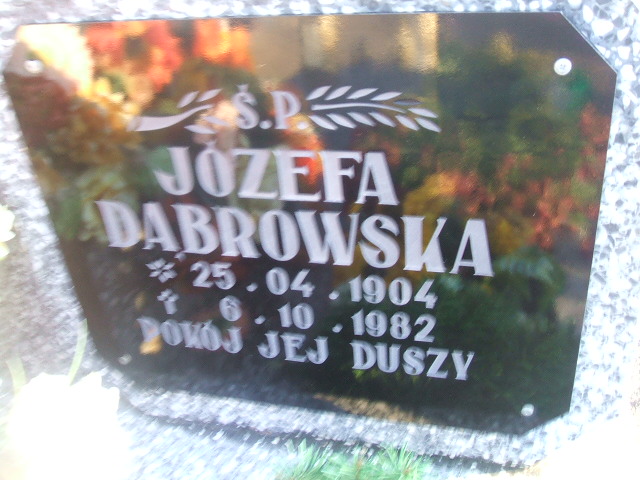 Ś.P.
JÓZEFA
DĄBROWSKA
* 25.04.1904
† 6.10.1982
POKÓJ JEJ DUSZY